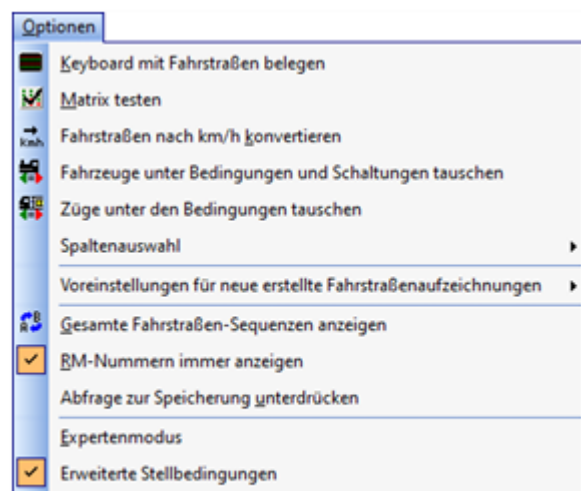 Optionen
Keyboard mit Fahrstraßen belegen
Matrix testen
kmh Fahrstraßen nach km/h konvertieren
Fahrzeuge unter Bedingungen und Schaltungen tauschen
Züge unter den Bedingungen tauschen
Spaltenauswahl
Voreinstellungen für neue erstellte Fahrstraßenaufzeichnungen
A B Gesamte Fahrstraßen-Sequenzen anzeigen
RM-Nummern immer anzeigen
Abfrage zur Speicherung unterdrücken
Expertenmodus
Erweiterte Stellbedingungen